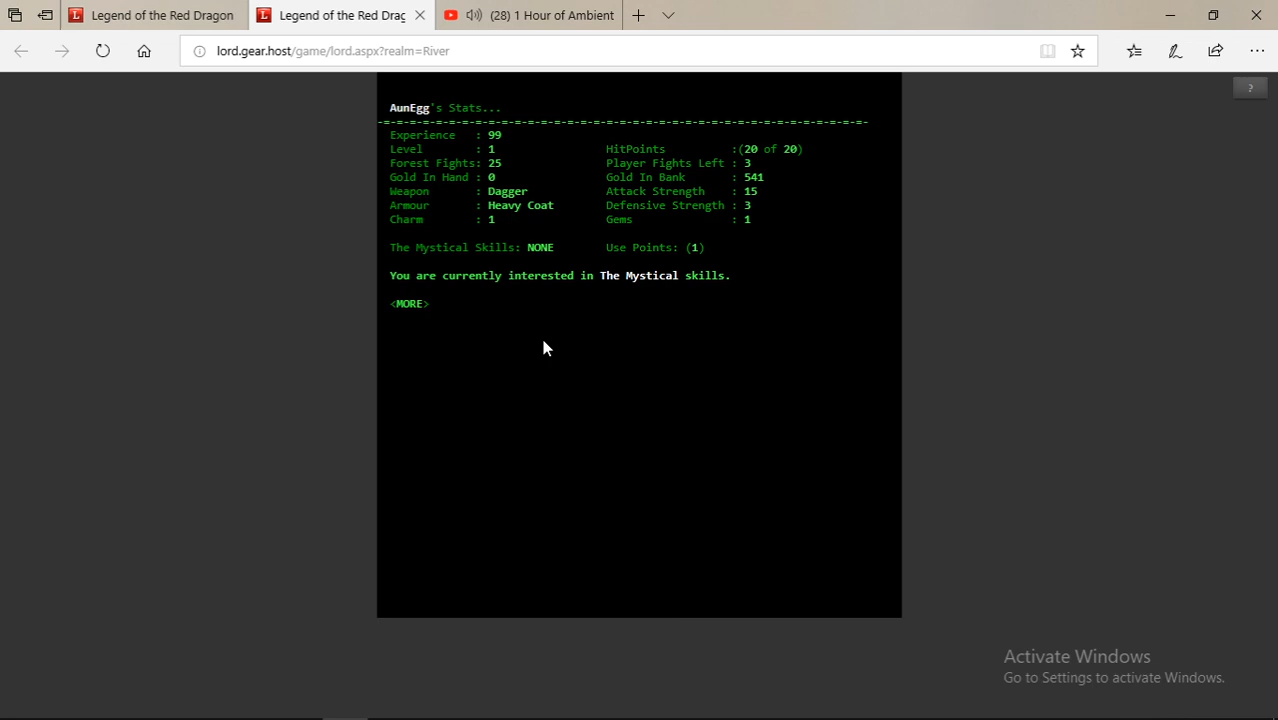 Legend of the Red Dragon
Legend of the Red Drag
(28) 1 Hour of Ambient
lord.gear.host/game/lord.aspx?realm=River
?
AunEgg's Stats...
-=-=-=-=-=-=-=-=-=-=-=-=-=-=-=-=-=-=-=-=-=-=-=-=-=-=-=-=-=-=-=-=-=-=-=-=-=-
Experience : 99
Level : 1 HitPoints :(20 of 20)
Forest Fights: 25 Player Fights Left : 3
Gold In Hand : 0 Gold In Bank : 541
Weapon : Dagger Attack Strength : 15
Armour : Heavy Coat Defensive Strength : 3
Charm : 1 Gems : 1
The Mystical Skills: NONE Use Points: (1)
You are currently interested in The Mystical skills.
<MORE>
Activate Windows
Go to Settings to activate Windows.